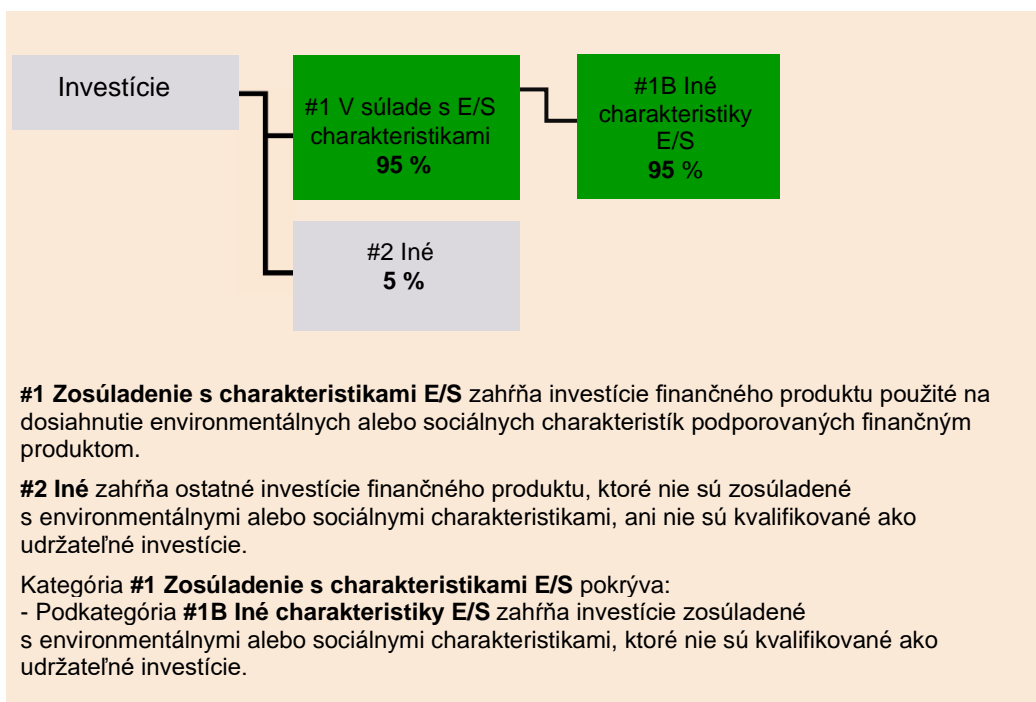 Investície
#1 V súlade s E/S
charakteristikami
95 %
#1B Iné
charakteristiky
E/S
95 %
#2 Iné
5 %
#1 Zosúladenie s charakteristikami E/S zahŕňa investície finančného produktu použité na
dosiahnutie environmentálnych alebo sociálnych charakteristík podporovaných finančným
produktom.
#2 Iné zahŕňa ostatné investície finančného produktu, ktoré nie sú zosúladené
s environmentálnymi alebo sociálnymi charakteristikami, ani nie sú kvalifikované ako
udržateľné investície.
Kategória #1 Zosúladenie s charakteristikami E/S pokrýva:
- Podkategória #1B Iné charakteristiky E/S zahŕňa investície zosúladené
s environmentálnymi alebo sociálnymi charakteristikami, ktoré nie sú kvalifikované ako
udržateľné investície.